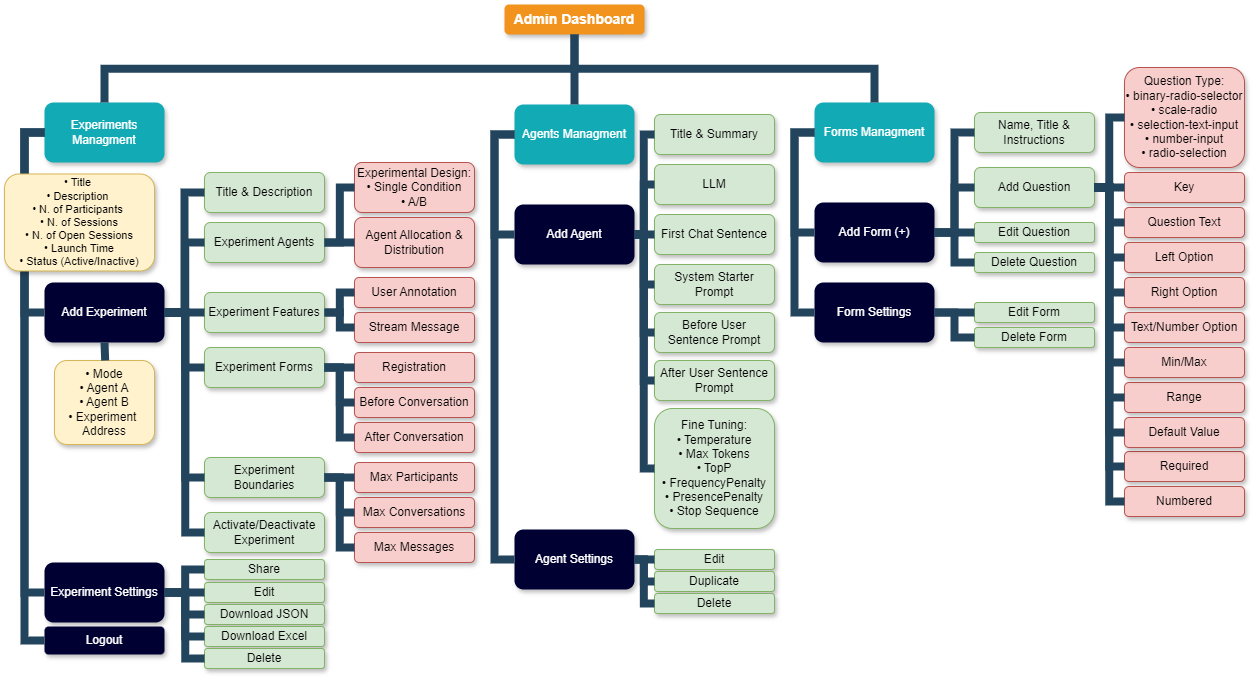 Admin Dashboard
Experiments
Managment
• Title
• Description
• N. of Participants
• N. of Sessions
• N. of Open Sessions
• Launch Time
• Status (Active/Inactive)
Add Experiment
• Mode
• Agent A
• Agent B
• Experiment
Address
Title & Description
Experiment Agents
Experimental Design:
• Single Condition
• A/B
Agent Allocation &
Distribution
Experiment Features
User Annotation
Stream Message
Experiment Forms
Registration
Before Conversation
After Conversation
Experiment
Boundaries
Max Participants
Max Conversations
Max Messages
Activate/Deactivate
Experiment
Experiment Settings
Share
Edit
Download JSON
Download Excel
Delete
Logout
Agents Managment
Add Agent
Title & Summary
LLM
First Chat Sentence
System Starter
Prompt
Before User
Sentence Prompt
After User Sentence
Prompt
Fine Tuning:
• Temperature
• Max Tokens
• TopP
• FrequencyPenalty
• PresencePenalty
• Stop Sequence
Agent Settings
Edit
Duplicate
Delete
Forms Managment
Add Form (+)
Name, Title &
Instructions
Add Question
Edit Question
Delete Question
Question Type:
• binary-radio-selector
• scale-radio
• selection-text-input
• number-input
• radio-selection
Key
Question Text
Left Option
Right Option
Text/Number Option
Min/Max
Range
Default Value
Required
Numbered
Form Settings
Edit Form
Delete Form